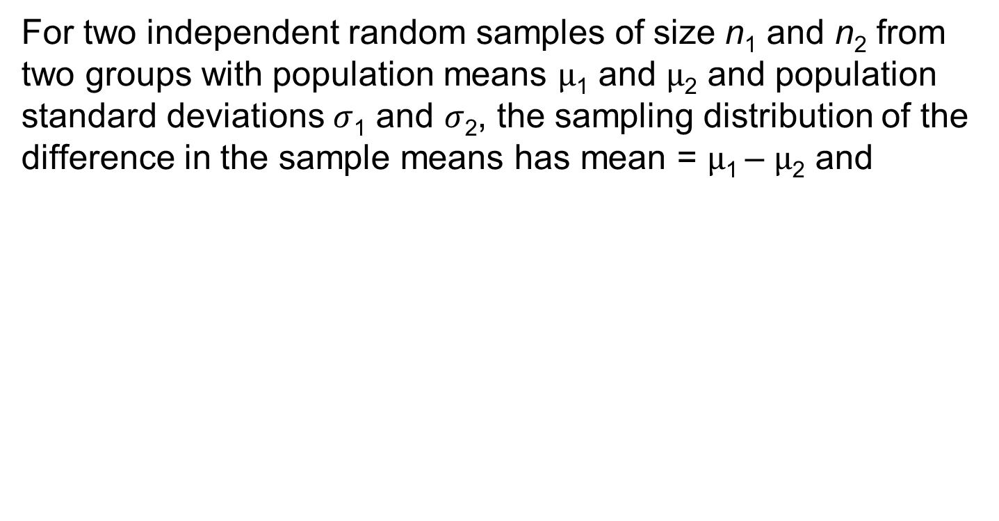 For two independent random samples of size n₁ and n₂ from
two groups with population means μ₁ and μ₂ and population
standard deviations σ₁ and σ₂, the sampling distribution of the
difference in the sample means has mean = μ₁ – μ₂ and